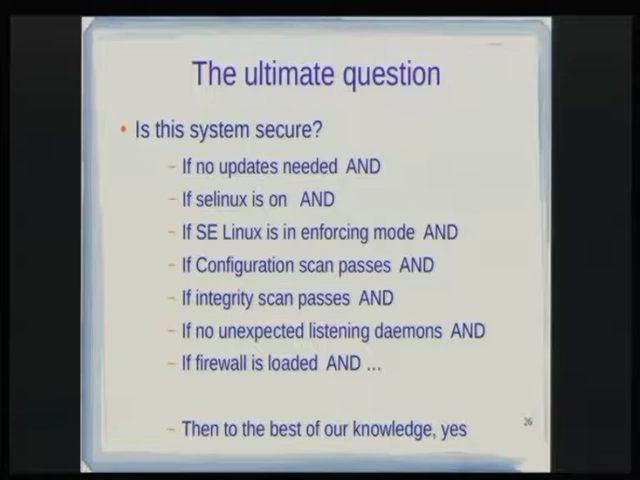 The ultimate question
• Is this system secure?
– If no updates needed AND
– If selinux is on AND
– If SE Linux is in enforcing mode AND
– If Configuration scan passes AND
– If integrity scan passes AND
– If no unexpected listening daemons AND
– If firewall is loaded AND ...
– Then to the best of our knowledge, yes
26